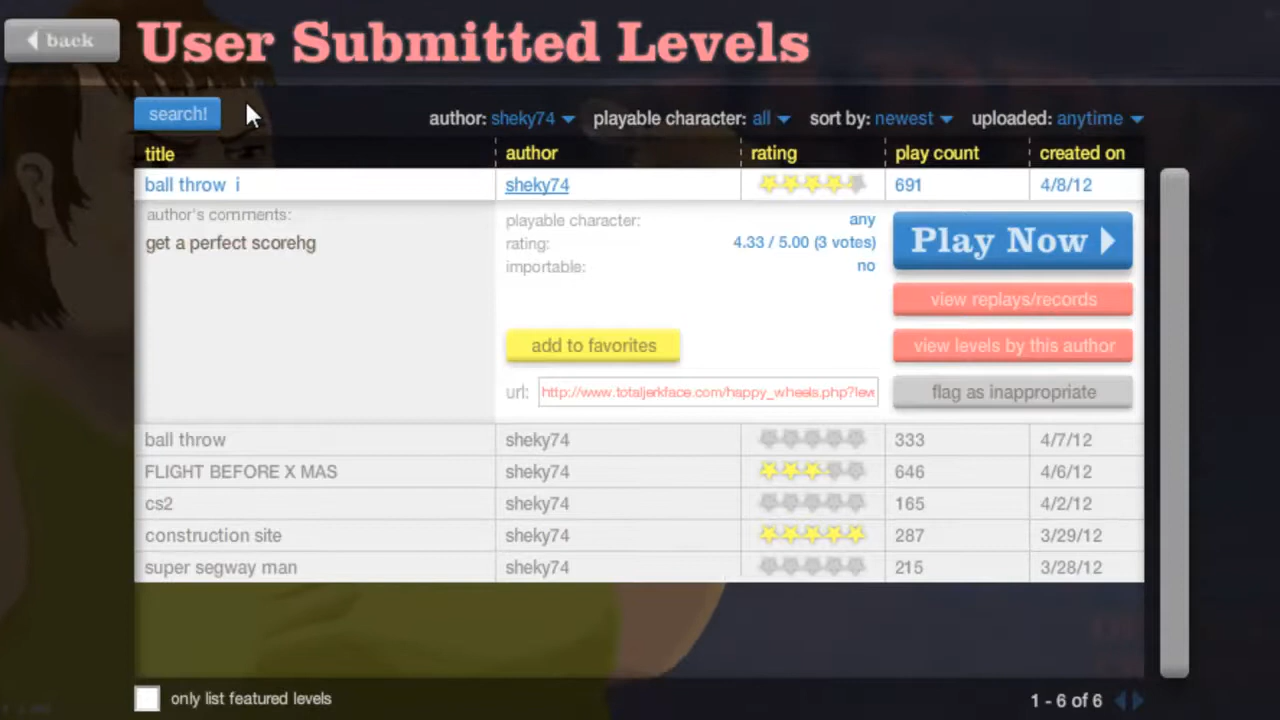 back
User Submitted Levels
search!
author: sheky74 playable character: all sort by: newest uploaded: anytime
title author rating play count created on
ball throw i sheky74 691 4/8/12
author's comments:
get a perfect scorehg
playable character: any
rating: 4.33 / 5.00 (3 votes)
importable: no
Play Now
view replays/records
add to favorites
view levels by this author
url: http://www.totaljerkface.com/happy_wheels.php?lev
flag as inappropriate
ball throw sheky74 333 4/7/12
FLIGHT BEFORE X MAS sheky74 646 4/6/12
cs2 sheky74 165 4/2/12
construction site sheky74 287 3/29/12
super segway man sheky74 215 3/28/12
only list featured levels
1 - 6 of 6